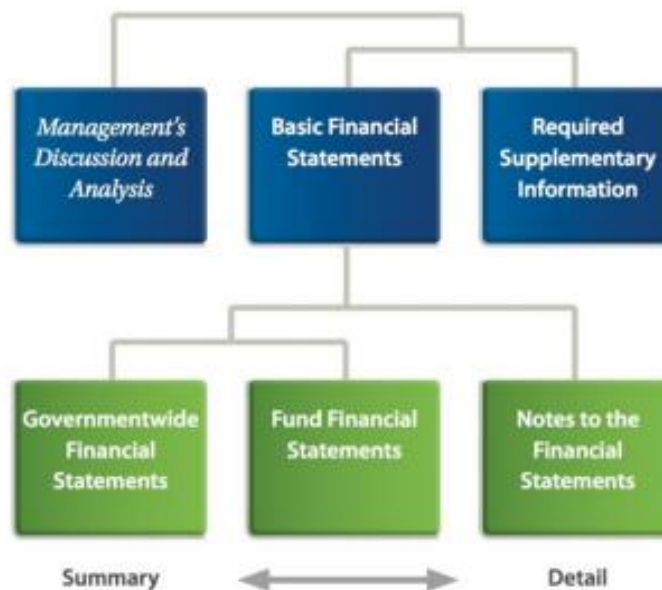 Management's
Discussion and
Analysis
Basic Financial
Statements
Required
Supplementary
Information
Governmentwide
Financial
Statements
Fund Financial
Statements
Notes to the
Financial
Statements
Summary
Detail